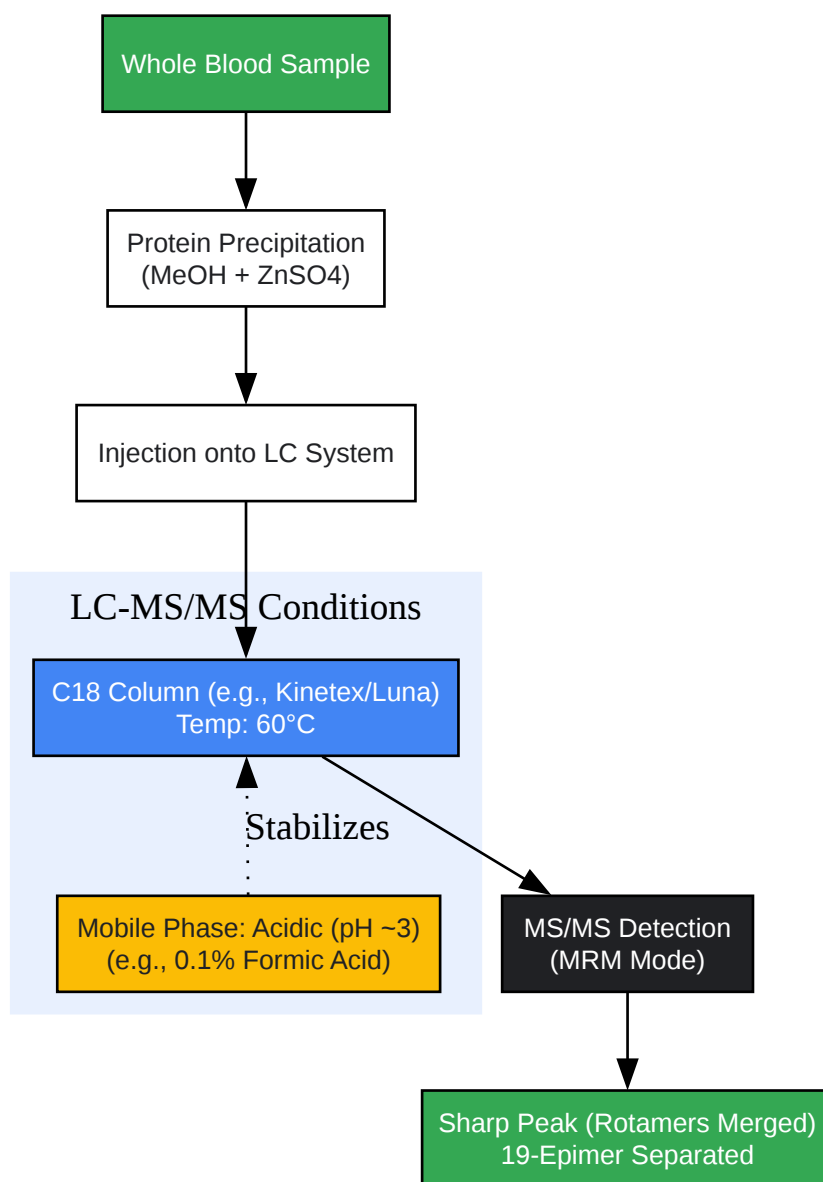 Whole Blood Sample
Protein Precipitation
(MeOH + ZnSO4)
Injection onto LC System
LC-MS/MS Conditions
C18 Column (e.g., Kinetex/Luna)
Temp: 60°C
Stabilizes
Mobile Phase: Acidic (pH ~3)
(e.g., 0.1% Formic Acid)
MS/MS Detection
(MRM Mode)
Sharp Peak (Rotamers Merged)
19-Epimer Separated